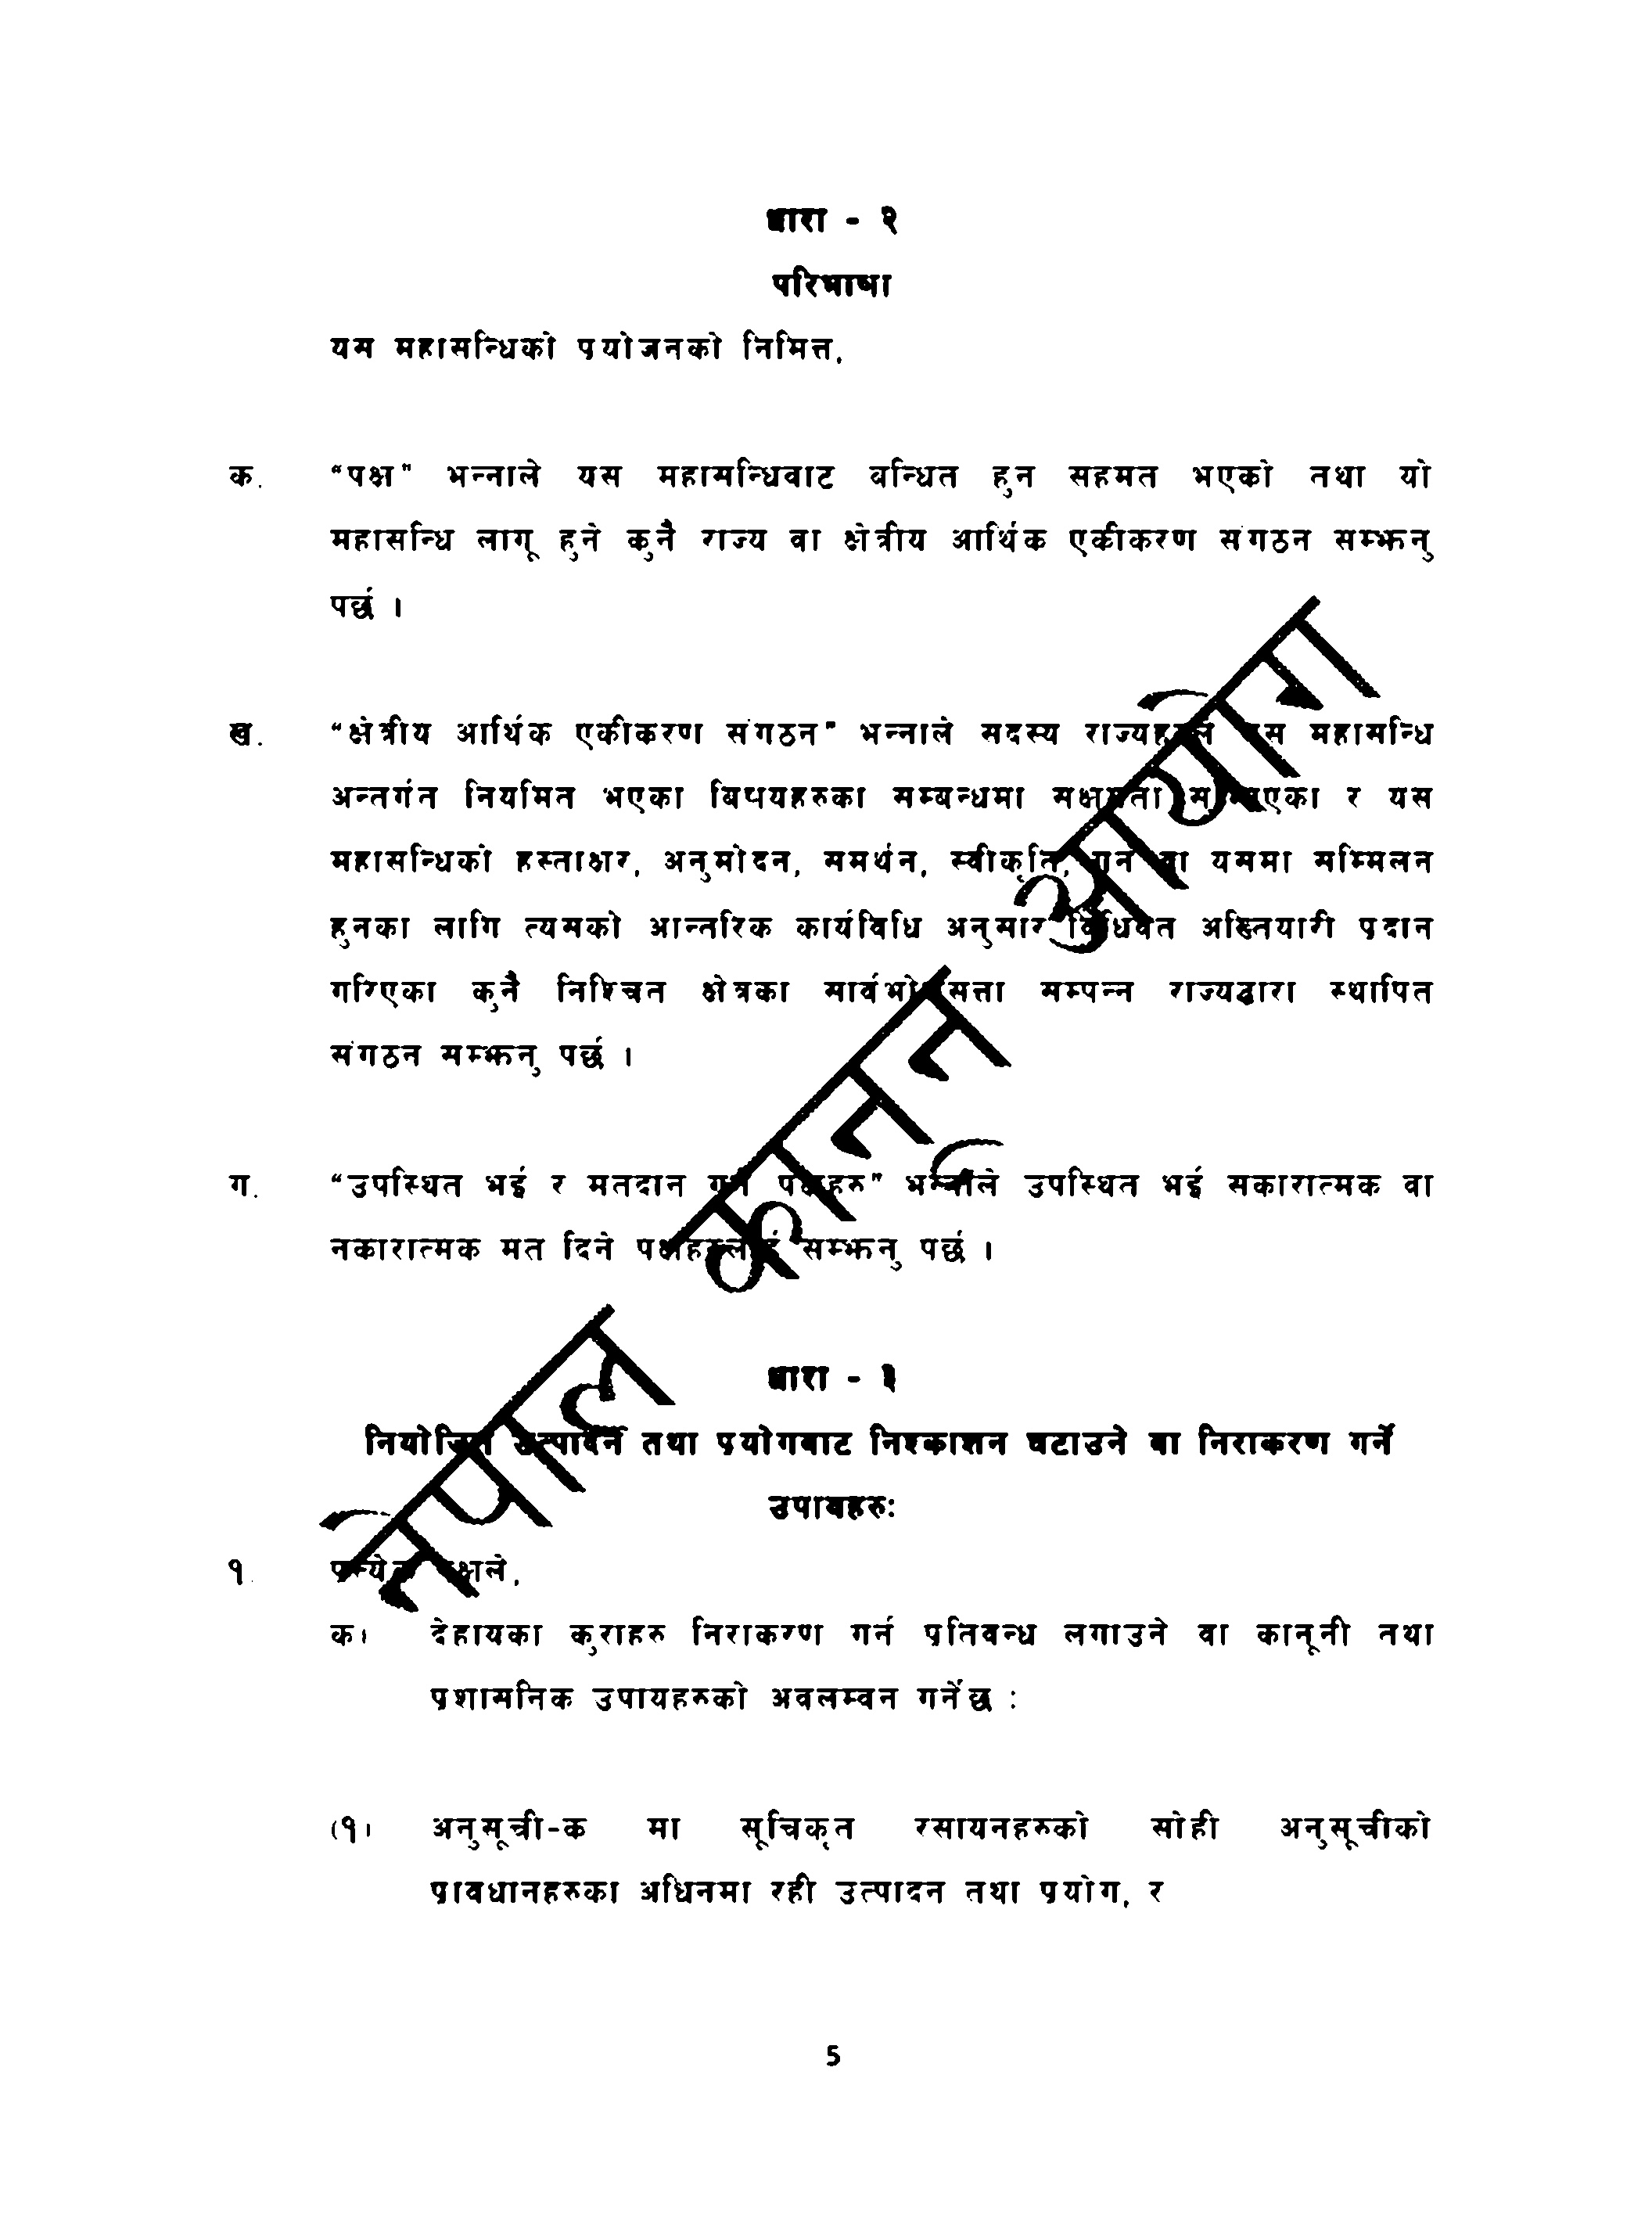 धारा - २
परिभाषा
यस महासन्धिको प्रयोजनको निमित्त,
क. “पक्ष" भन्नाले यस महासन्धिवाट बन्धित हुन सहमत भएको तथा यो
महासन्धि लागू हुने कुनै राज्य वा क्षेत्रीय आर्थिक एकीकरण संगठन सम्झनु
पर्छ ।
ख. “क्षेत्रीय आर्थिक एकीकरण संगठन" भन्नाले सदस्य राज्यहरुले यस महासन्धि
अन्तर्गत नियमित भएका बिषयहरुका सम्बन्धमा सक्षमता र यस
महासन्धिको हस्ताक्षर, अनुमोदन, समर्थन, स्वीकृति, वा यसमा सम्मिलन
हुनका लागि त्यसको आन्तरिक कार्यविधि अनुसार विधिवत अख्तियारी प्रदान
गरिएका कुनै निश्चित क्षेत्रका सार्वभौमसत्ता सम्पन्न राज्यद्वारा स्थापित
संगठन सम्झनु पर्छ ।
ग. “उपस्थित भई र मतदान गर्ने पक्षहरु" भन्नाले उपस्थित भई सकारात्मक वा
नकारात्मक मत दिने पक्षहरुलाई सम्झनु पर्छ ।
धारा - ३
नियोजित उत्पादन तथा प्रयोगबाट निश्काशन घटाउने वा निराकरण गर्ने
उपायहरु:
१. प्रत्येक पक्षले,
क) देहायका कुराहरु निराकरण गर्न प्रतिवन्ध लगाउने वा कानूनी तथा
प्रशासनिक उपायहरुको अवलम्वन गर्नेछ :
(१) अनुसूची-क मा सूचिकृत रसायनहरुको सोही अनुसूचीको
प्रावधानहरुका अधिनमा रही उत्पादन तथा प्रयोग, र
5
नेपाल कानून आयोग